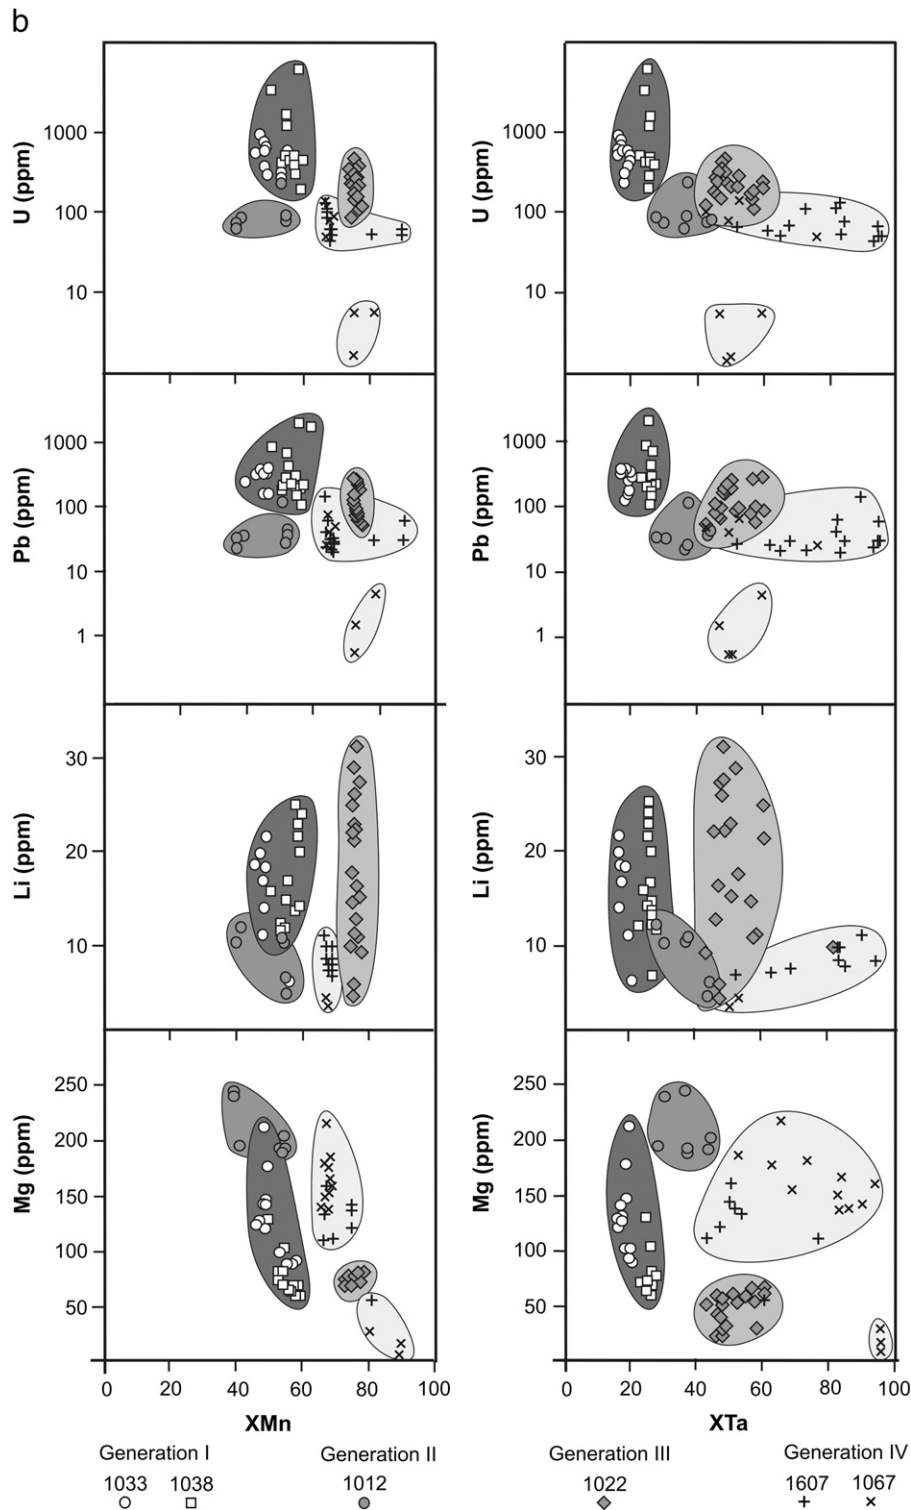 b
U (ppm)
1000
100
10
U (ppm)
1000
100
10
Pb (ppm)
1000
100
10
1
Pb (ppm)
1000
100
10
1
Li (ppm)
30
20
10
Li (ppm)
30
20
10
Mg (ppm)
250
200
150
100
50
0
Mg (ppm)
250
200
150
100
50
0
0 20 40 60 80 100
XMn
0 20 40 60 80 100
XTa
Generation I Generation II Generation III Generation IV
1033 1038 1012 1022 1607 1067